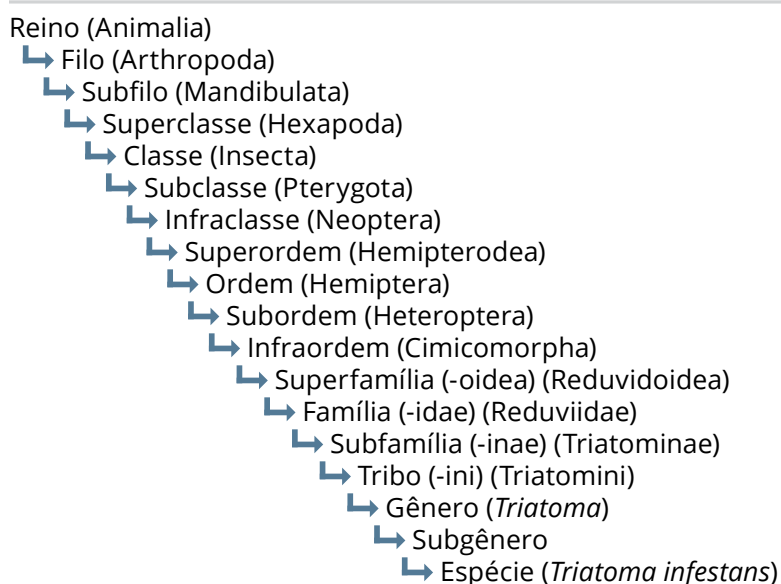 Reino (Animalia)
Filo (Arthropoda)
Subfilo (Mandibulata)
Superclasse (Hexapoda)
Classe (Insecta)
Subclasse (Pterygota)
Infraclasse (Neoptera)
Superordem (Hemipterodea)
Ordem (Hemiptera)
Subordem (Heteroptera)
Infraordem (Cimicomorpha)
Superfamília (-oidea) (Reduvidoidea)
Família (-idae) (Reduviidae)
Subfamília (-inae) (Triatominae)
Tribo (-ini) (Triatomini)
Gênero (Triatoma)
Subgênero
Espécie (Triatoma infestans)